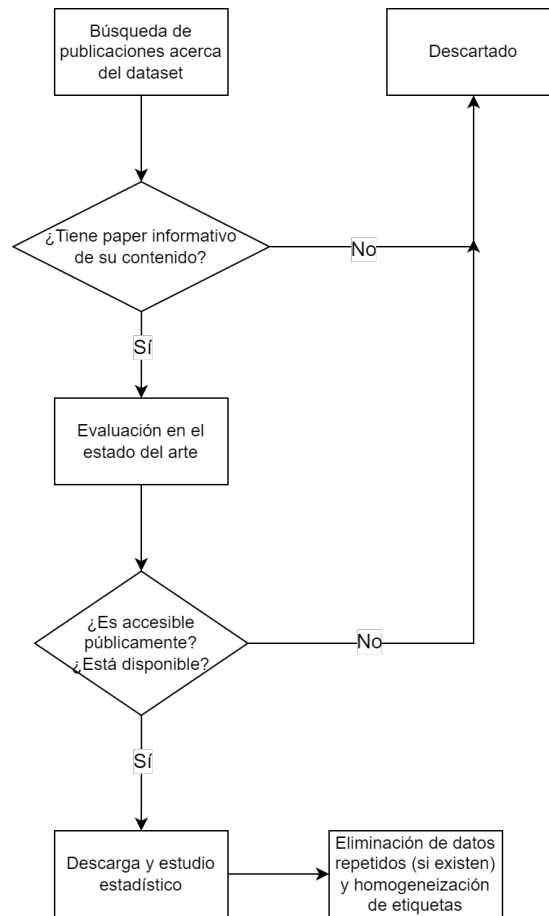 Búsqueda de
publicaciones acerca
del dataset
Descartado
¿Tiene paper informativo
de su contenido?
No
Sí
Evaluación en el
estado del arte
¿Es accesible
públicamente?
¿Está disponible?
No
Sí
Descarga y estudio
estadístico
Eliminación de datos
repetidos (si existen)
y homogeneización
de etiquetas